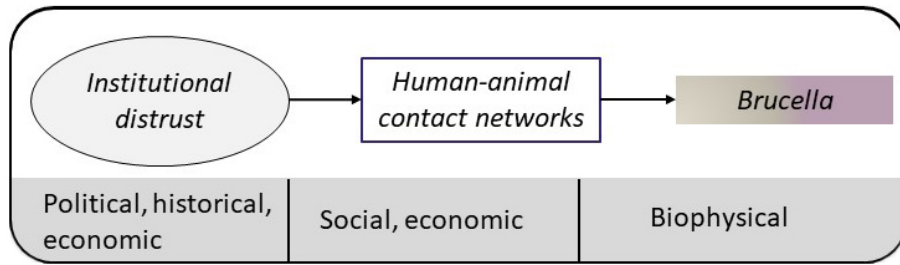 Institutional
distrust
Human-animal
contact networks
Brucella
Political, historical,
economic
Social, economic
Biophysical